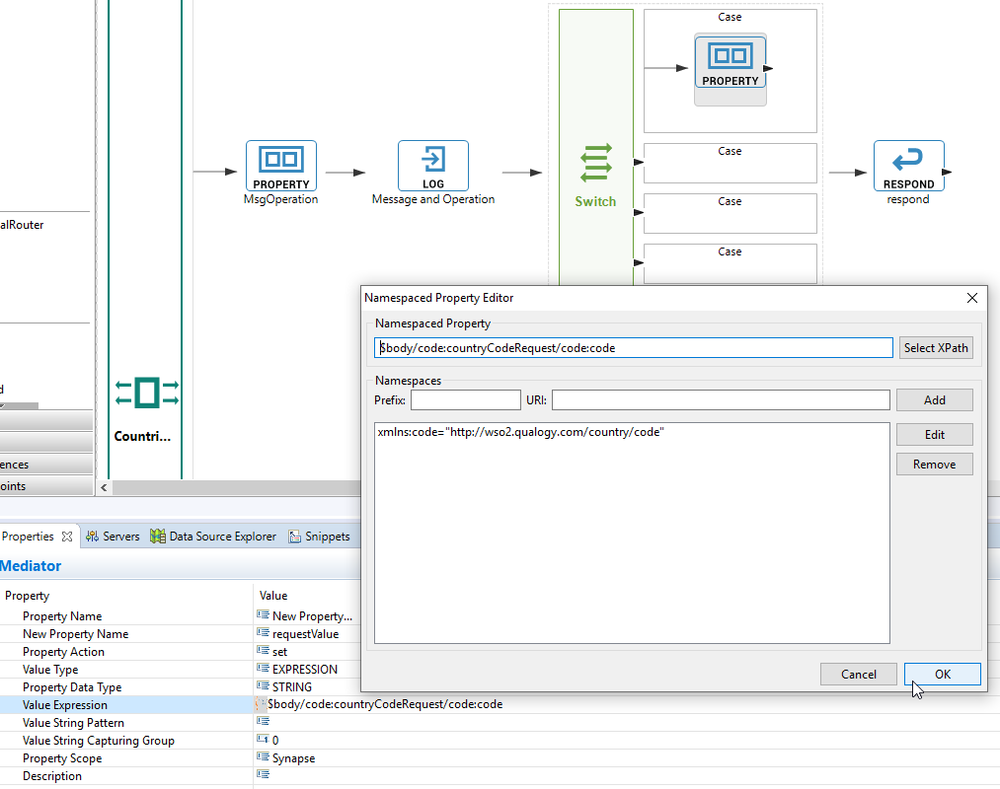 Case
PROPERTY
PROPERTY
MsgOperation
LOG
Message and Operation
Switch
Case
Case
Case
RESPOND
respond
alRouter
d
Countri...
ences
oints
Namespaced Property Editor
Namespaced Property
$body/code:countryCodeRequest/code:code
Select XPath
Namespaces
Prefix:
URI:
Add
xmlns:code="http://wso2.qualogy.com/country/code"
Edit
Remove
Cancel
OK
Properties
Servers
Data Source Explorer
Snippets
Mediator
Property Value
Property Name New Property...
New Property Name requestValue
Property Action set
Value Type EXPRESSION
Property Data Type STRING
Value Expression $body/code:countryCodeRequest/code:code
Value String Pattern
Value String Capturing Group 0
Property Scope Synapse
Description